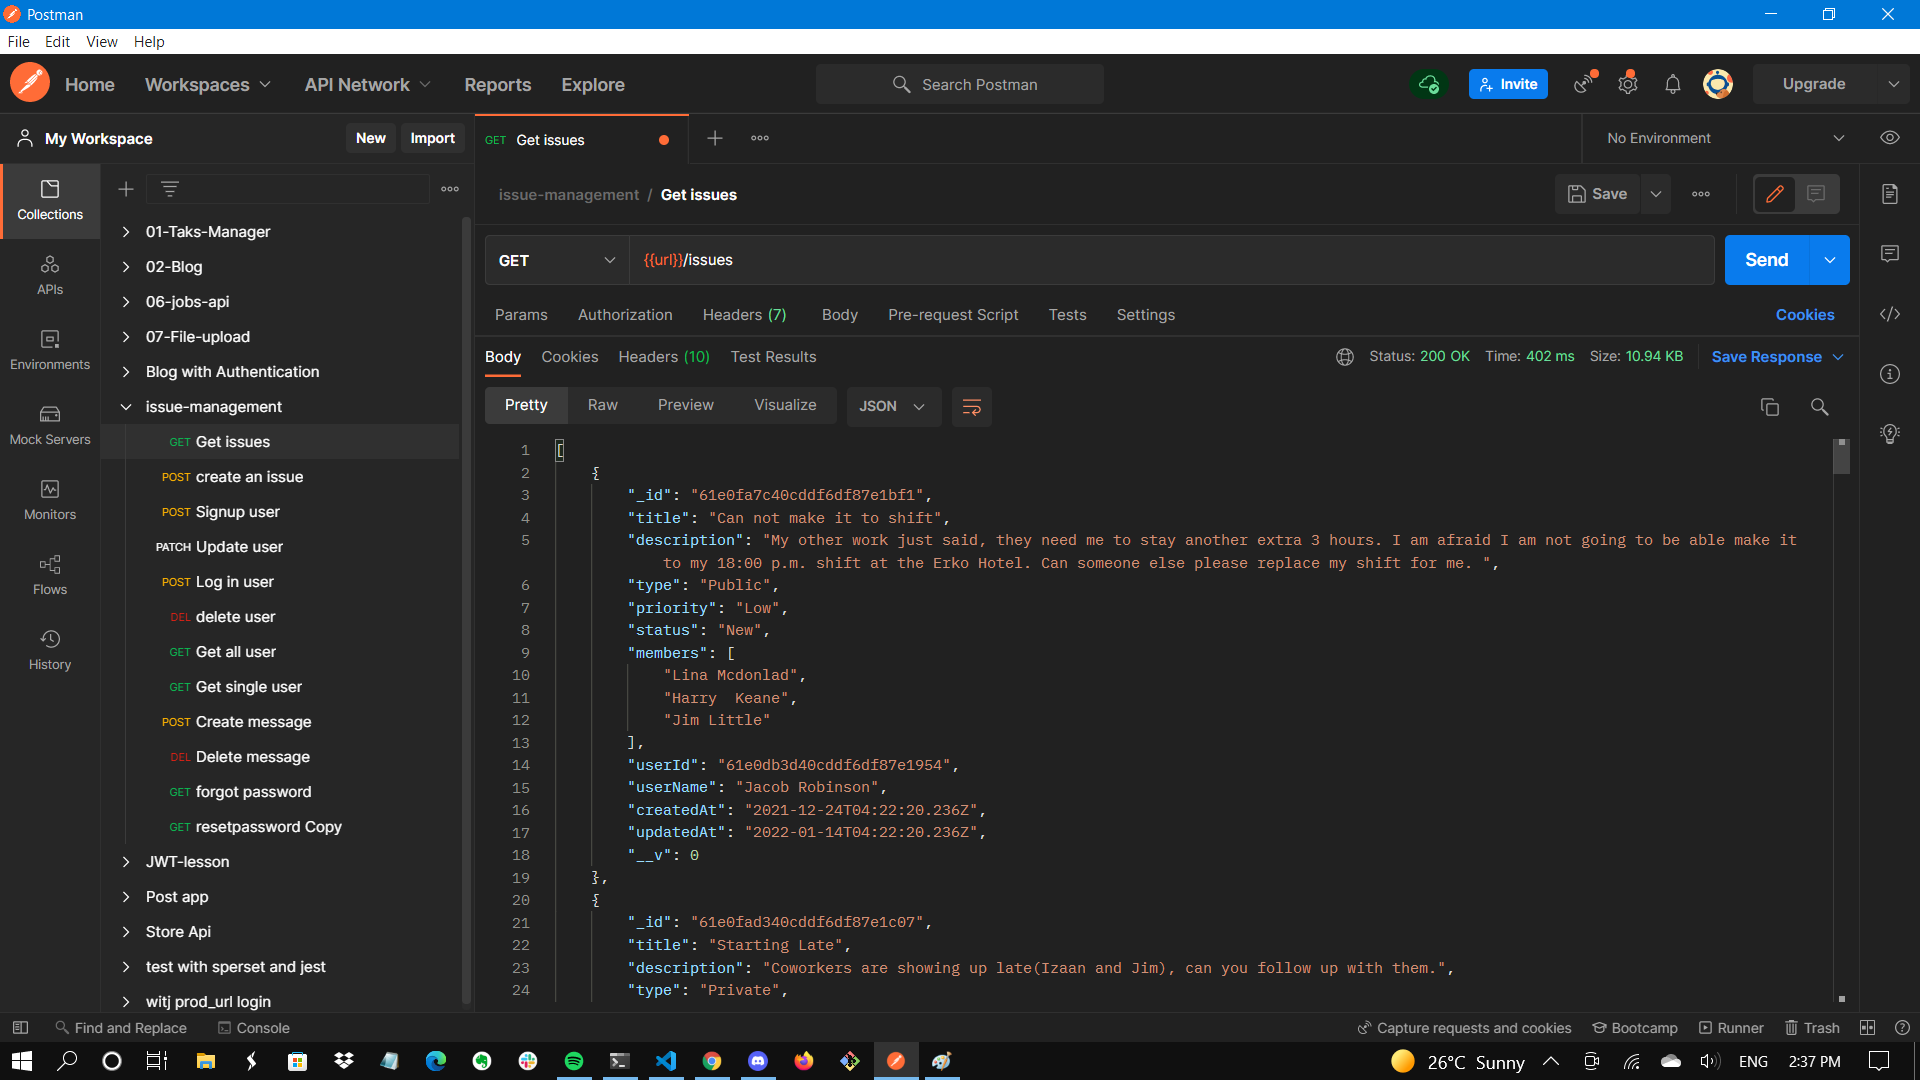 Postman
File Edit View Help
Home Workspaces API Network Reports Explore
Search Postman
Invite
Upgrade
My Workspace
New Import
GET Get issues
No Environment
Collections
APIs
Environments
Mock Servers
Monitors
Flows
History
01-Taks-Manager
02-Blog
06-jobs-api
07-File-upload
Blog with Authentication
issue-management
GET Get issues
POST create an issue
POST Signup user
PATCH Update user
POST Log in user
DEL delete user
GET Get all user
GET Get single user
POST Create message
DEL Delete message
GET forgot password
GET resetpassword Copy
JWT-lesson
Post app
Store Api
test with sperset and jest
witj prod_url login
issue-management / Get issues
Save
GET {{url}}/issues
Send
Params Authorization Headers (7) Body Pre-request Script Tests Settings
Cookies
Body Cookies Headers (10) Test Results
Status: 200 OK Time: 402 ms Size: 10.94 KB Save Response
Pretty Raw Preview Visualize JSON
1 [
2 {
3 "_id": "61e0fa7c40cddf6df87e1bf1",
4 "title": "Can not make it to shift",
5 "description": "My other work just said, they need me to stay another extra 3 hours. I am afraid I am not going to be able make it
to my 18:00 p.m. shift at the Erko Hotel. Can someone else please replace my shift for me. ",
6 "type": "Public",
7 "priority": "Low",
8 "status": "New",
9 "members": [
10 "Lina Mcdonlad",
11 "Harry  Keane",
12 "Jim Little"
13 ],
14 "userId": "61e0db3d40cddf6df87e1954",
15 "userName": "Jacob Robinson",
16 "createdAt": "2021-12-24T04:22:20.236Z",
17 "updatedAt": "2022-01-14T04:22:20.236Z",
18 "__v": 0
19 },
20 {
21 "_id": "61e0fad340cddf6df87e1c07",
22 "title": "Starting Late",
23 "description": "Coworkers are showing up late(Izaan and Jim), can you follow up with them.",
24 "type": "Private",
Find and Replace Console
Capture requests and cookies Bootcamp Runner Trash
26°C Sunny
ENG 2:37 PM